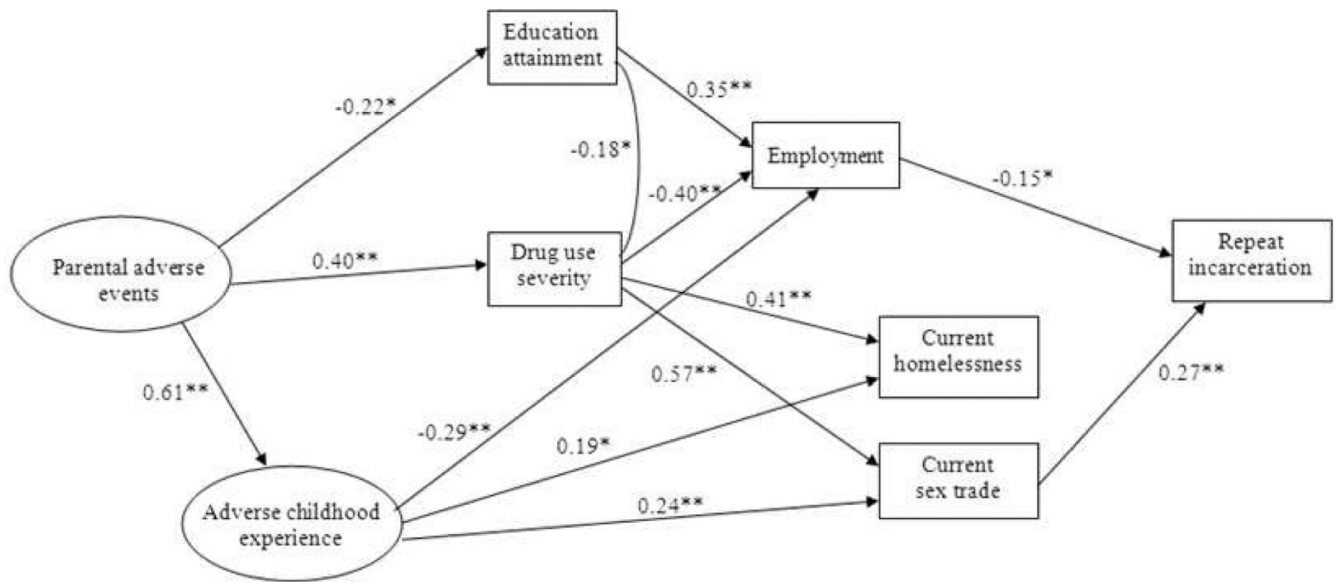 Education
attainment
-0.22*
0.35**
Employment
-0.18*
-0.40**
-0.15*
Parental adverse
events
0.40**
Drug use
severity
Repeat
incarceration
0.41**
Current
homelessness
0.61**
0.57**
0.27**
-0.29**
0.19*
Current
sex trade
Adverse childhood
experience
0.24**